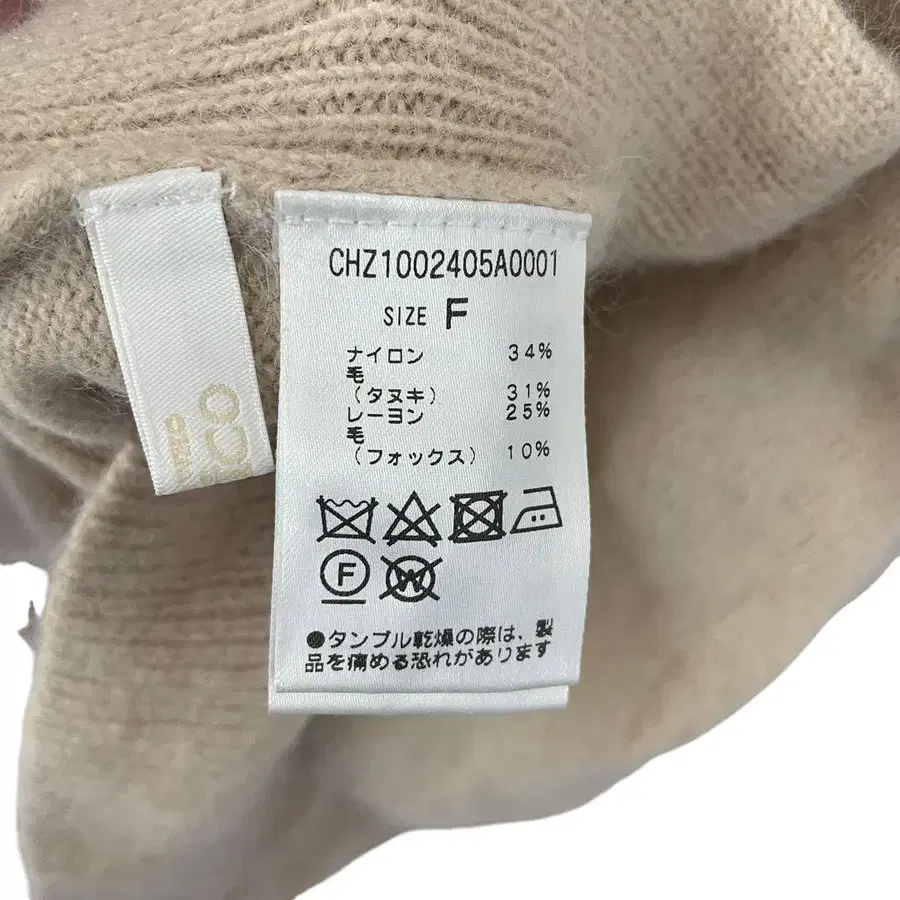 CHZ1002405A0001
SIZE F
ナイロン 34%
毛
(タヌキ) 31%
レーヨン 25%
毛
(フォックス) 10%
F
W
●タンブル乾燥の際は、製
品を痛める恐れがあります